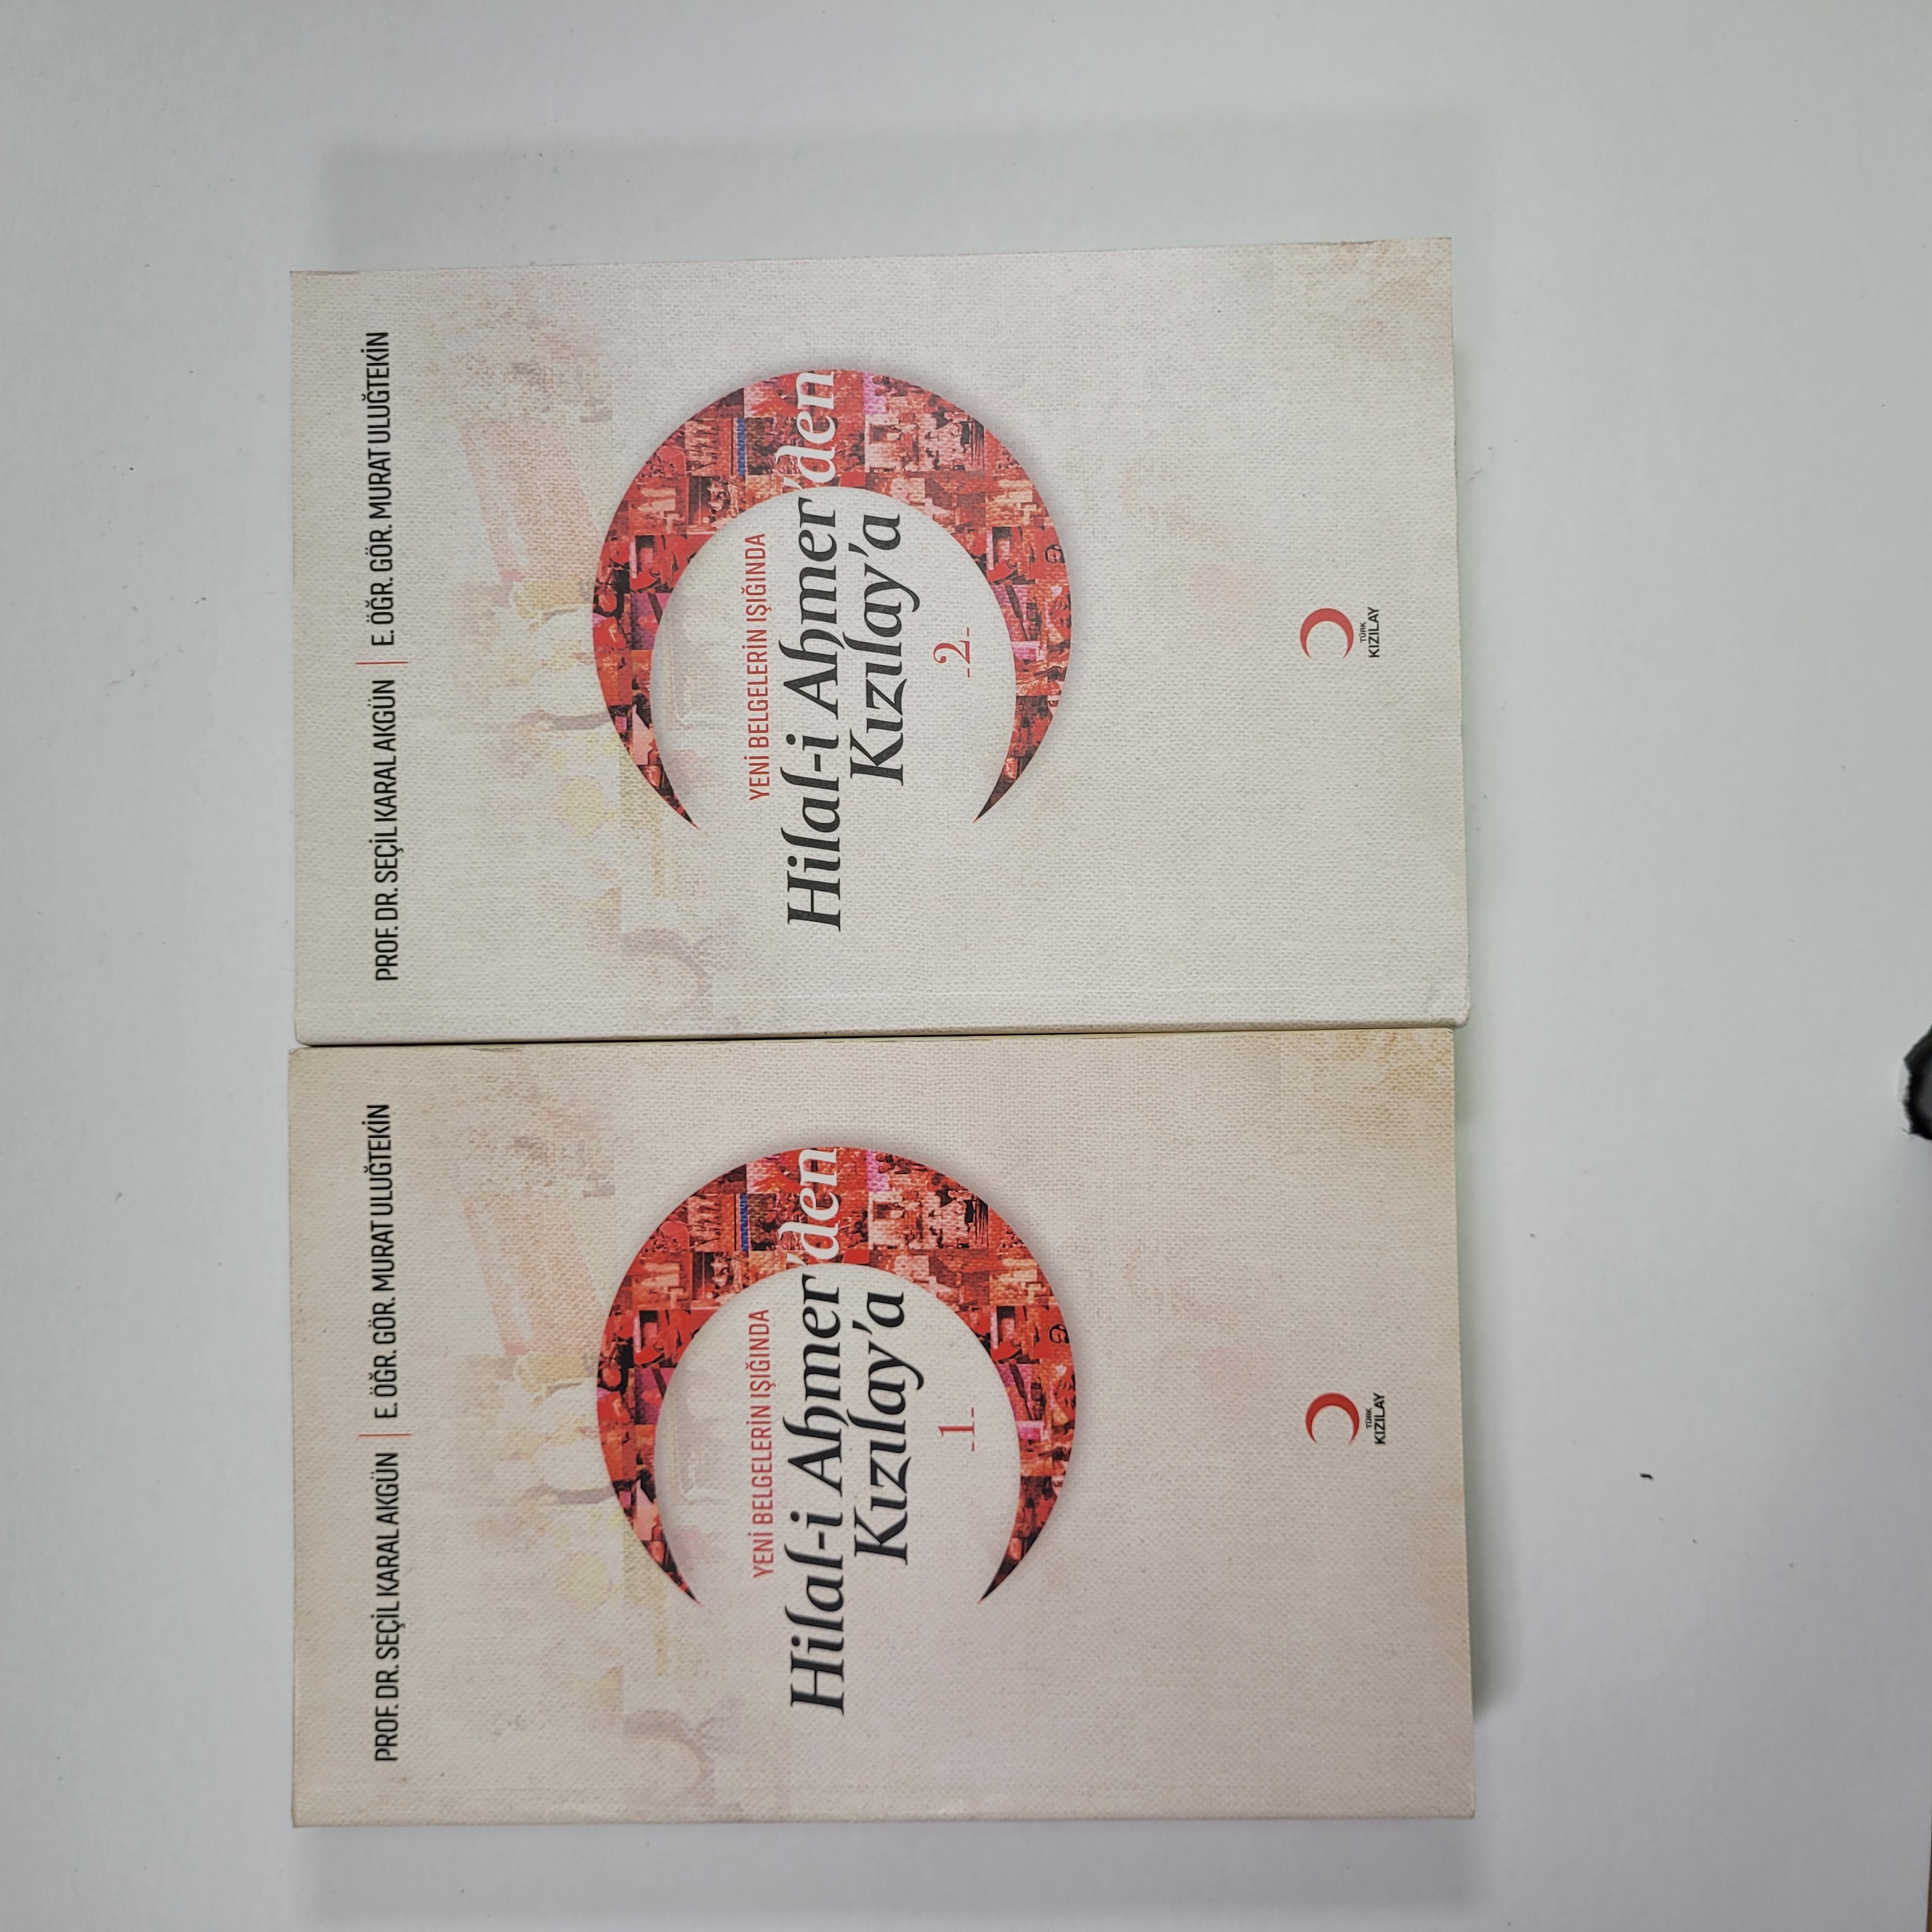 PROF. DR. SEÇİL KARAL AKGÜN | E. ÖĞR. GÖR. MURAT ULUĞTEKİN
YENİ BELGELERİN IŞIĞINDA
Hilal-i Ahmer'den
Kızılay'a
-1-
TÜRK
KIZILAY
PROF. DR. SEÇİL KARAL AKGÜN | E. ÖĞR. GÖR. MURAT ULUĞTEKİN
YENİ BELGELERİN IŞIĞINDA
Hilal-i Ahmer'den
Kızılay'a
-2-
TÜRK
KIZILAY